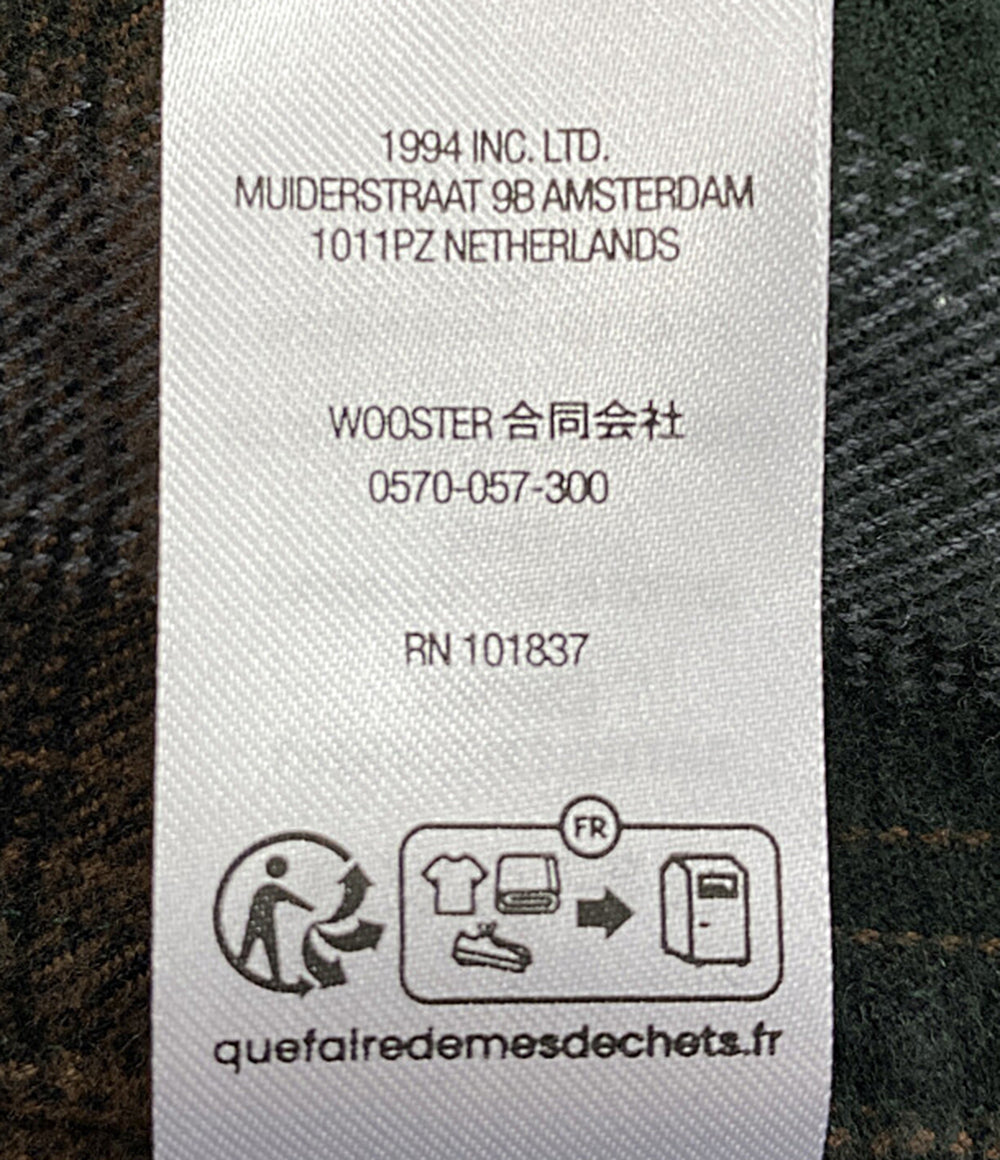 1994 INC. LTD.
MUIDERSTRAAT 9B AMSTERDAM
1011PZ NETHERLANDS
WOOSTER 合同会社
0570-057-300
RN 101837
FR
quefairedemesdechets.fr